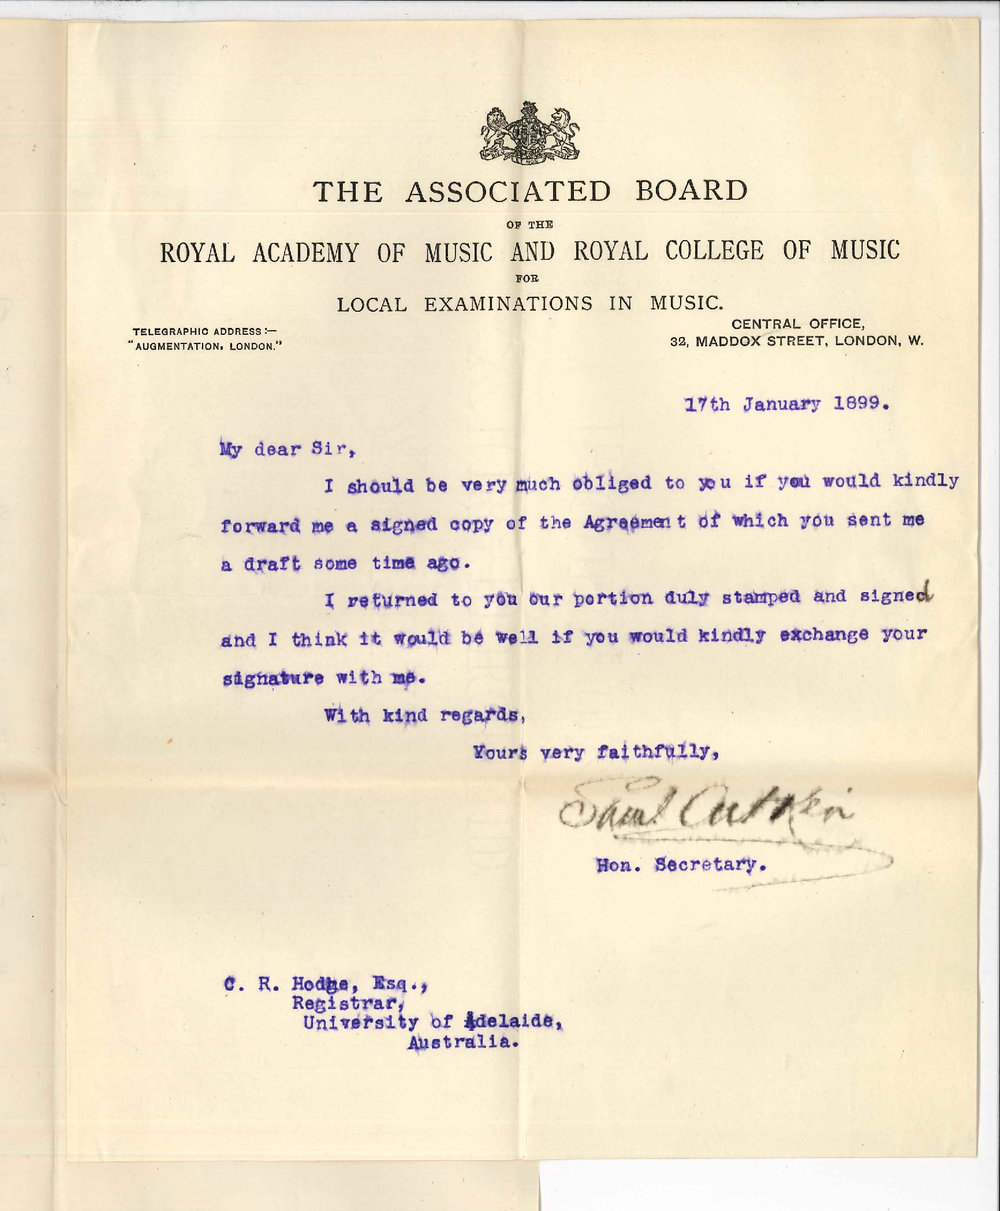 THE ASSOCIATED BOARD
OF THE
ROYAL ACADEMY OF MUSIC AND ROYAL COLLEGE OF MUSIC
FOR
LOCAL EXAMINATIONS IN MUSIC.
TELEGRAPHIC ADDRESS:—
"AUGMENTATION, LONDON."
CENTRAL OFFICE,
32, MADDOX STREET, LONDON, W.
17th January 1899.
My dear Sir,
I should be very much obliged to you if you would kindly
forward me a signed copy of the Agreement of which you sent me
a draft some time ago.
I returned to you our portion duly stamped and signed
and I think it would be well if you would kindly exchange your
signature with me.
With kind regards,
Yours very faithfully,
Saml Aitken
Hon. Secretary.
C. R. Hodge, Esq.,
Registrar,
University of Adelaide,
Australia.